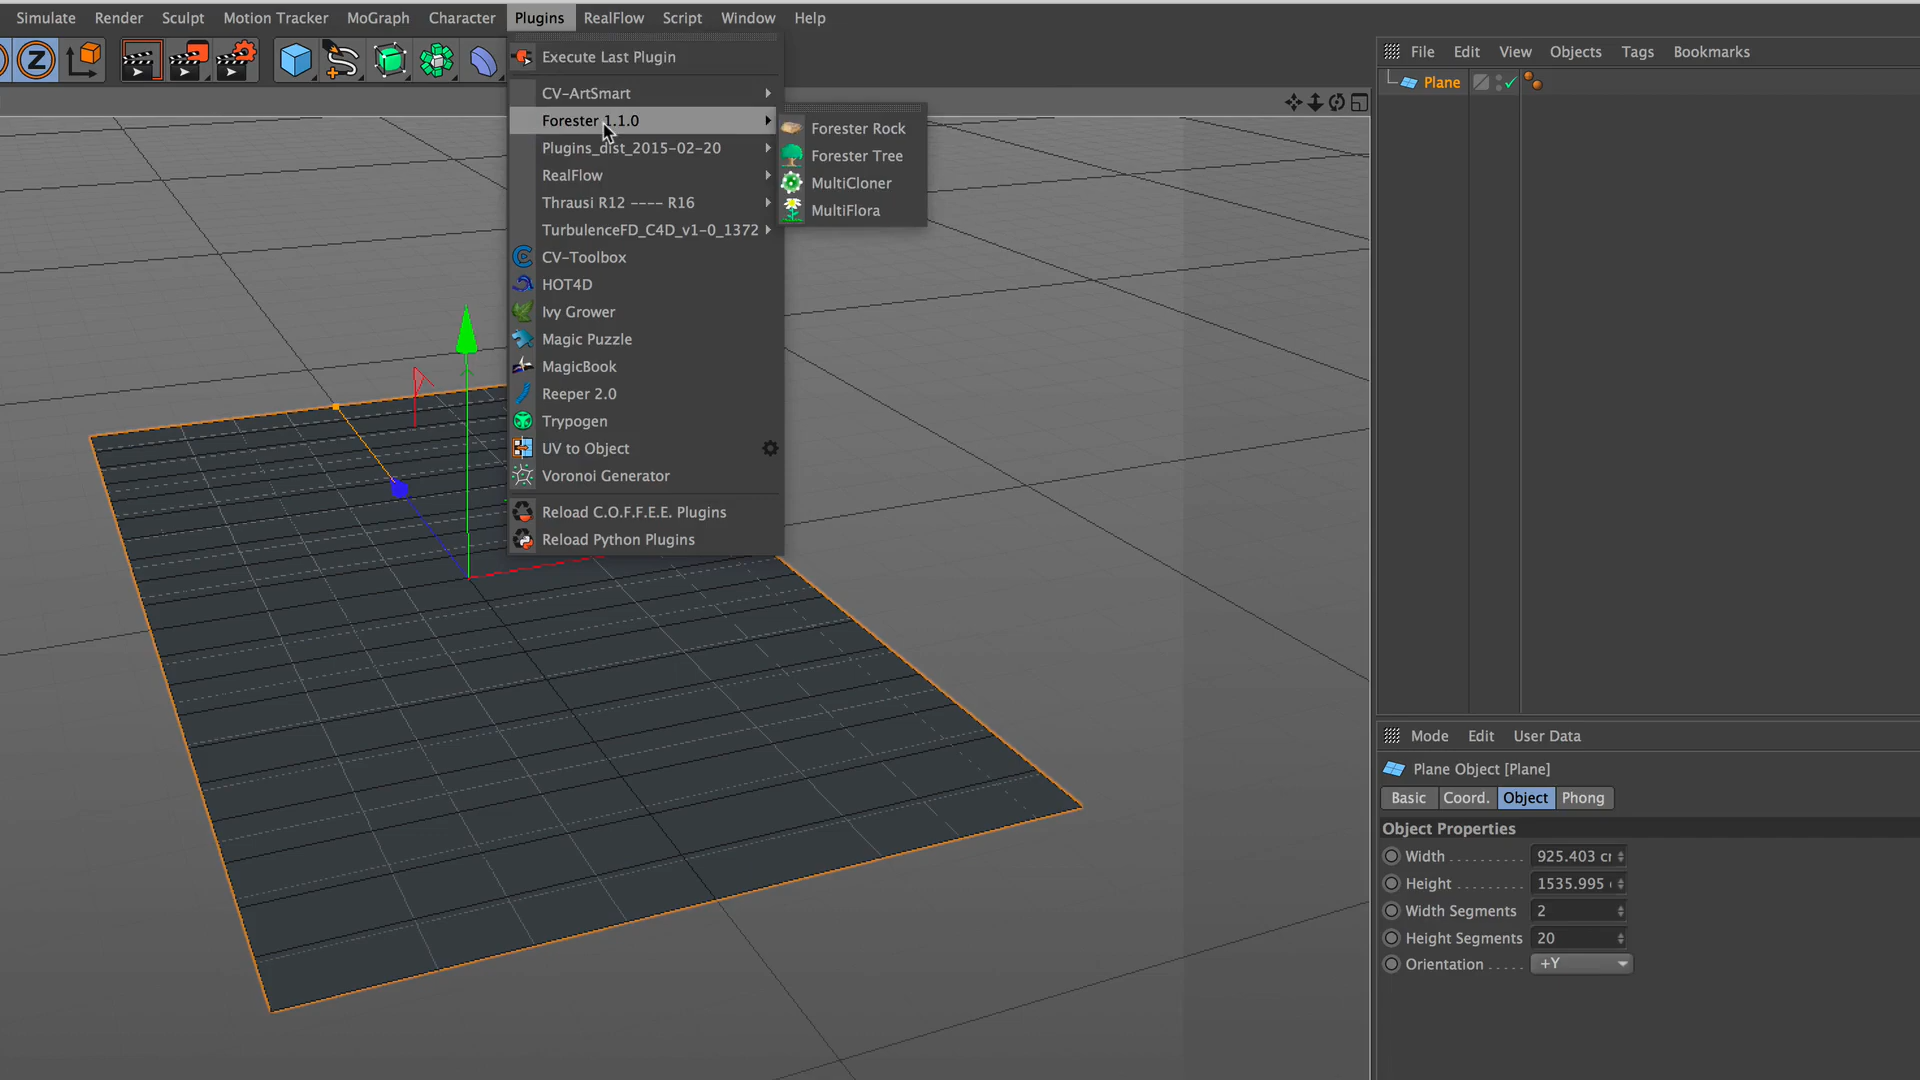 Simulate Render Sculpt Motion Tracker MoGraph Character Plugins RealFlow Script Window Help
Z
Execute Last Plugin
CV-ArtSmart
Forester 1.1.0
Plugins_dist_2015-02-20
RealFlow
Thrausi R12 ---- R16
TurbulenceFD_C4D_v1-0_1372
CV-Toolbox
HOT4D
Ivy Grower
Magic Puzzle
MagicBook
Reeper 2.0
Trypogen
UV to Object
Voronoi Generator
Reload C.O.F.F.E.E. Plugins
Reload Python Plugins
Forester Rock
Forester Tree
MultiCloner
MultiFlora
File Edit View Objects Tags Bookmarks
Plane
Mode Edit User Data
Plane Object [Plane]
Basic Coord. Object Phong
Object Properties
Width . . . . . . . . 925.403 cm
Height . . . . . . . 1535.995
Width Segments 2
Height Segments 20
Orientation . . . . . +Y